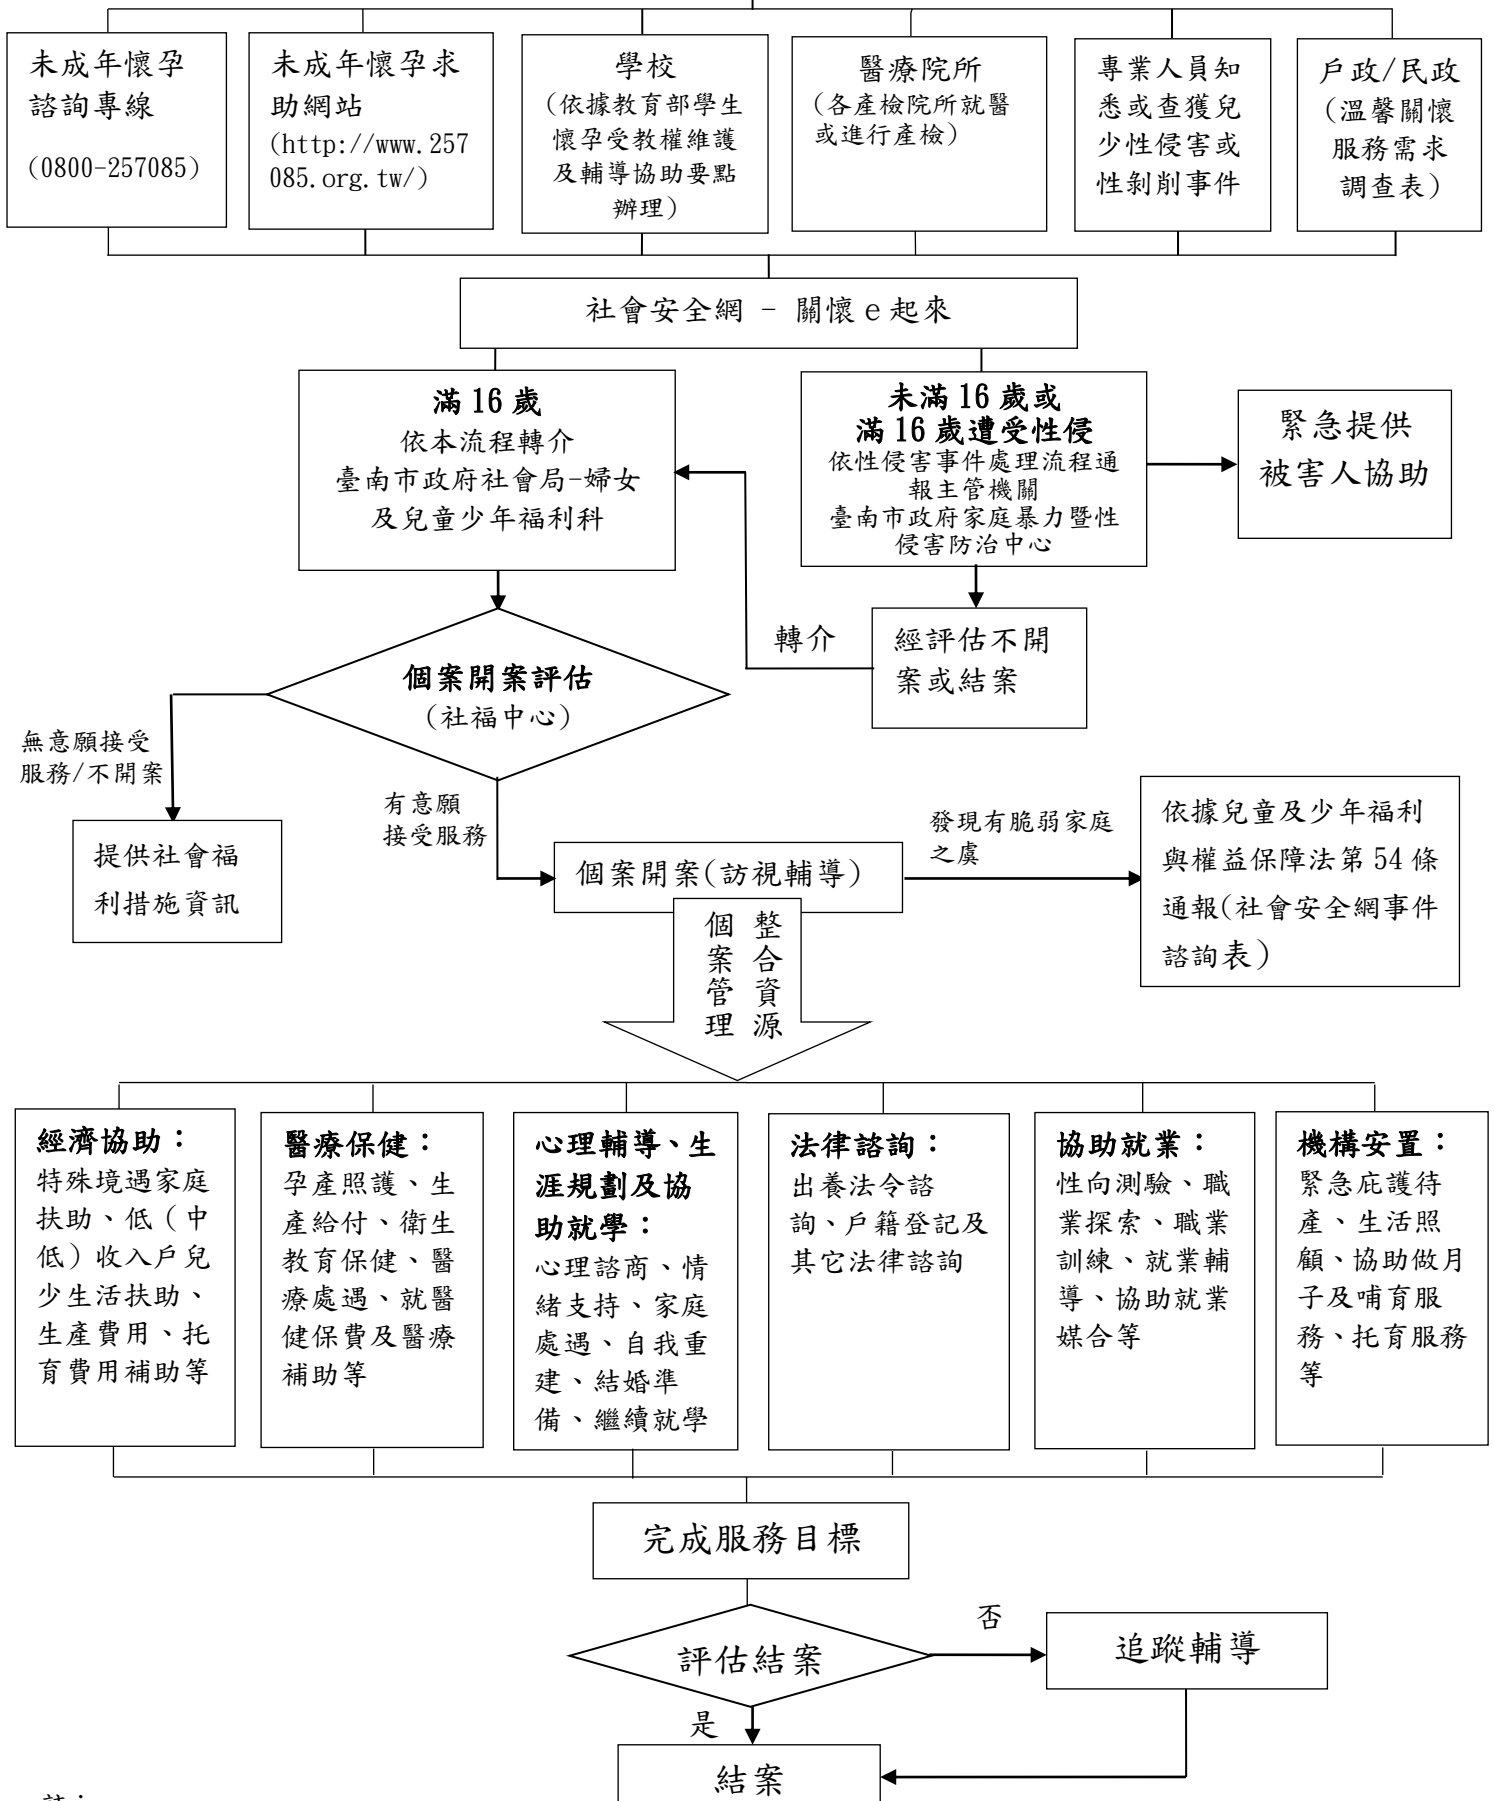 未成年懷孕
諮詢專線
(0800-257085)
未成年懷孕求
助網站
(http://www.257
085.org.tw/)
學校
(依據教育部學生
懷孕受教權維護
及輔導協助要點
辦理)
醫療院所
(各產檢院所就醫
或進行產檢)
專業人員知
悉或查獲兒
少性侵害或
性剝削事件
戶政/民政
(溫馨關懷
服務需求
調查表)
社會安全網 - 關懷 e 起來
滿 16 歲
依本流程轉介
臺南市政府社會局-婦女
及兒童少年福利科
未滿 16 歲或
滿 16 歲遭受性侵
依性侵害事件處理流程通
報主管機關
臺南市政府家庭暴力暨性
侵害防治中心
緊急提供
被害人協助
轉介
經評估不開
案或結案
個案開案評估
(社福中心)
無意願接受
服務/不開案
有意願
接受服務
提供社會福
利措施資訊
個案開案(訪視輔導)
發現有脆弱家庭
之虞
依據兒童及少年福利
與權益保障法第 54 條
通報(社會安全網事件
諮詢表)
整合資源
個案管理
經濟協助：
特殊境遇家庭
扶助、低（中
低）收入戶兒
少生活扶助、
生產費用、托
育費用補助等
醫療保健：
孕產照護、生
產給付、衛生
教育保健、醫
療處遇、就醫
健保費及醫療
補助等
心理輔導、生
涯規劃及協
助就學：
心理諮商、情
緒支持、家庭
處遇、自我重
建、結婚準
備、繼續就學
法律諮詢：
出養法令諮
詢、戶籍登記及
其它法律諮詢
協助就業：
性向測驗、職
業探索、職業
訓練、就業輔
導、協助就業
媒合等
機構安置：
緊急庇護待
產、生活照
顧、協助做月
子及哺育服
務、托育服務
等
完成服務目標
評估結案
否
追蹤輔導
是
結案